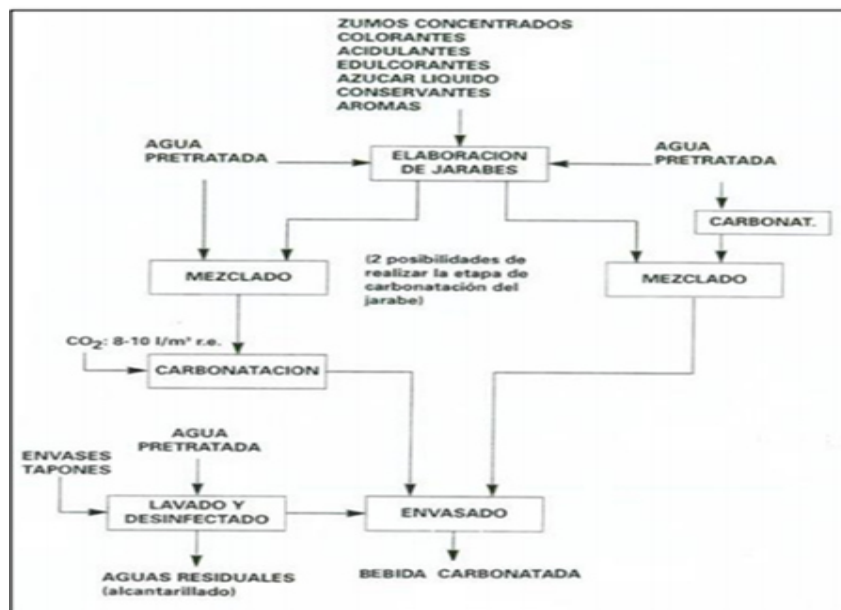 ZUMOS CONCENTRADOS
COLORANTES
ACIDULANTES
EDULCORANTES
AZUCAR LIQUIDO
CONSERVANTES
AROMAS
AGUA
PRETRATADA
ELABORACION
DE JARABES
AGUA
PRETRATADA
CARBONAT.
MEZCLADO
(2 posibilidades de
realizar la etapa de
carbonatación del
jarabe)
MEZCLADO
CO₂: 8-10 l/m³ r.e.
CARBONATACION
AGUA
PRETRATADA
ENVASES
TAPONES
LAVADO Y
DESINFECTADO
ENVASADO
AGUAS RESIDUALES
(alcantarillado)
BEBIDA CARBONATADA